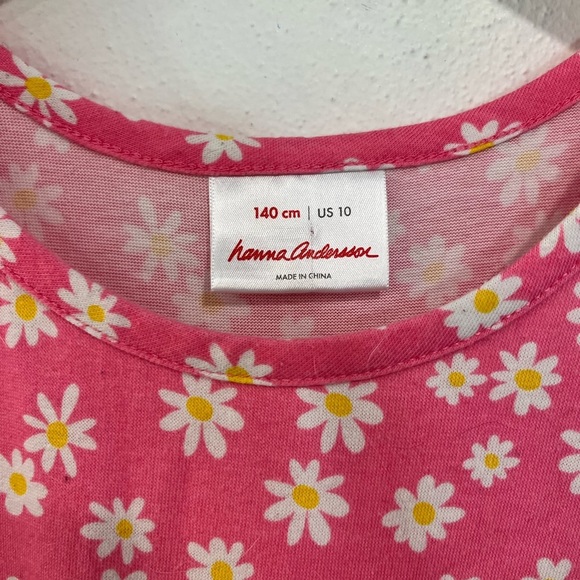 140 cm | US 10
hanna andersson
MADE IN CHINA